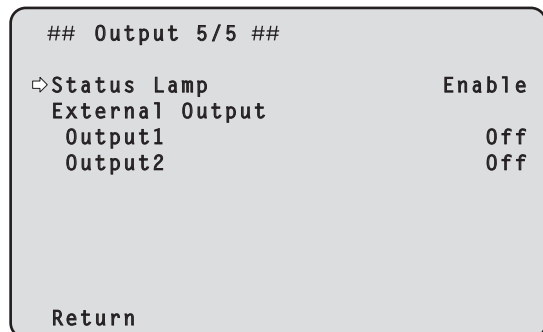 ## Output 5/5 ##
⇨Status Lamp Enable
External Output
Output1 Off
Output2 Off
Return